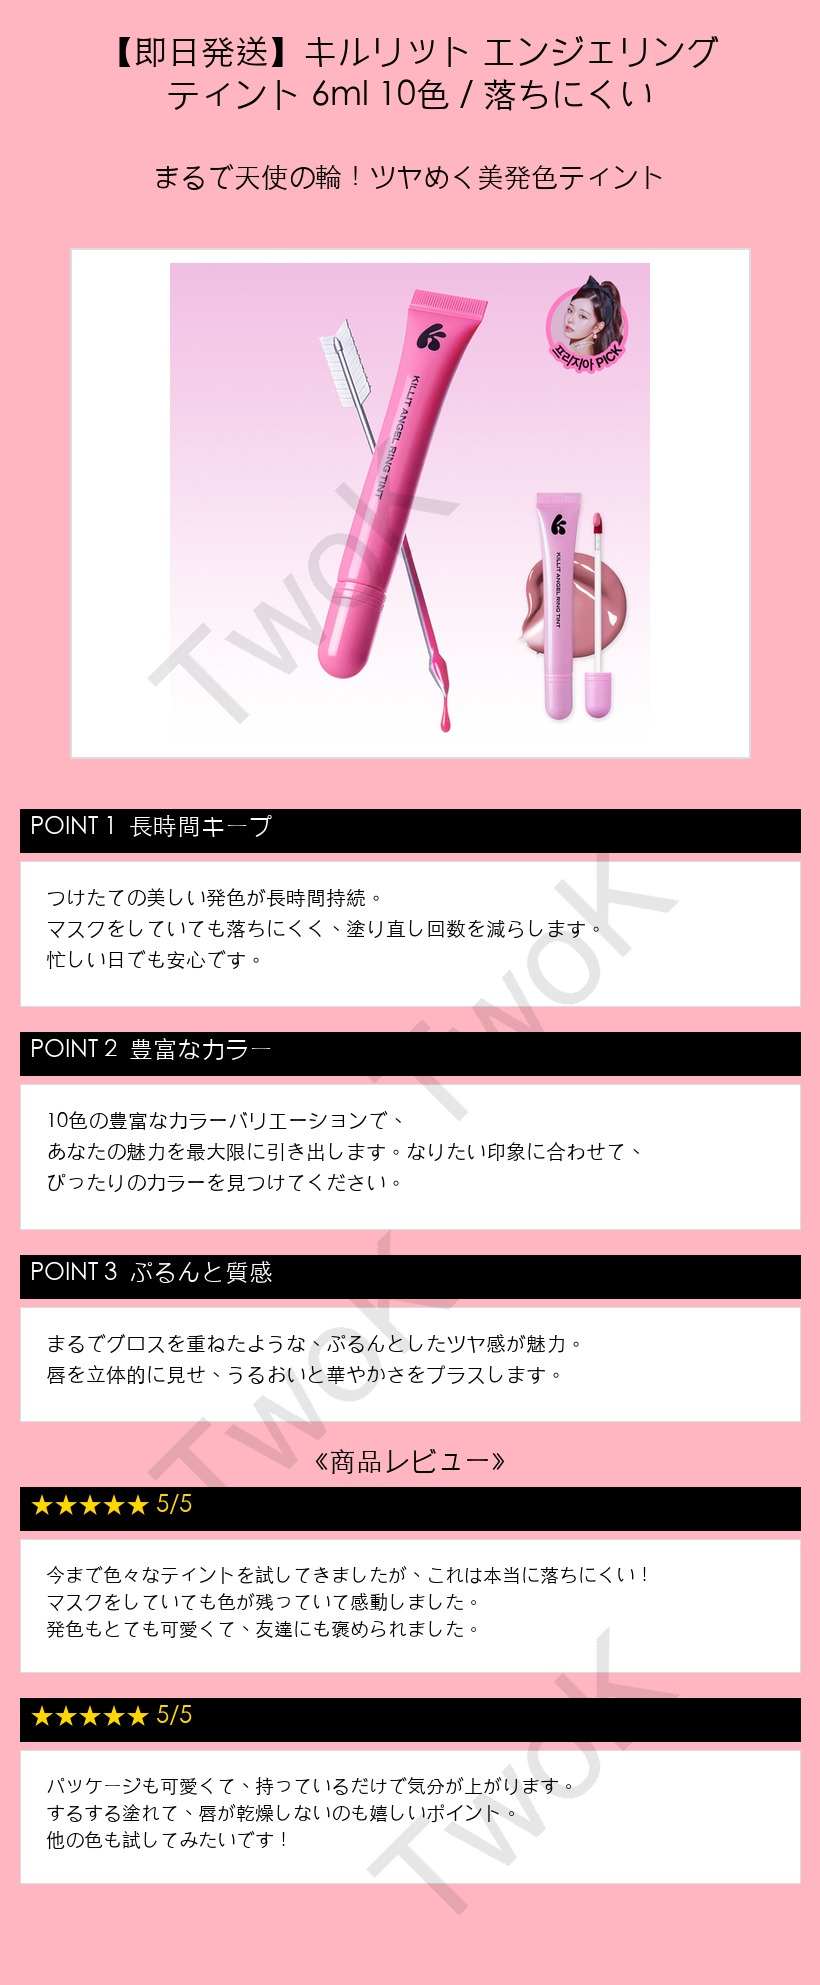 【即日発送】キルリット エンジェリング
ティント 6ml 10色 / 落ちにくい
まるで天使の輪！ツヤめく美発色ティント
프리지아 PICK
KILLIT ANGEL RING TINT
KILLIT ANGEL RING TINT
TwoK
POINT 1 長時間キープ
つけたての美しい発色が長時間持続。
マスクをしていても落ちにくく、塗り直し回数を減らします。
忙しい日でも安心です。
TwoK
POINT 2 豊富なカラー
10色の豊富なカラーバリエーションで、
あなたの魅力を最大限に引き出します。なりたい印象に合わせて、
ぴったりのカラーを見つけてください。
POINT 3 ぷるんと質感
まるでグロスを重ねたような、ぷるんとしたツヤ感が魅力。
唇を立体的に見せ、うるおいと華やかさをプラスします。
TwoK
《商品レビュー》
★★★★★ 5/5
今まで色々なティントを試してきましたが、これは本当に落ちにくい！
マスクをしていても色が残っていて感動しました。
発色もとても可愛くて、友達にも褒められました。
★★★★★ 5/5
パッケージも可愛くて、持っているだけで気分が上がります。
するする塗れて、唇が乾燥しないのも嬉しいポイント。
他の色も試してみたいです！
TwoK